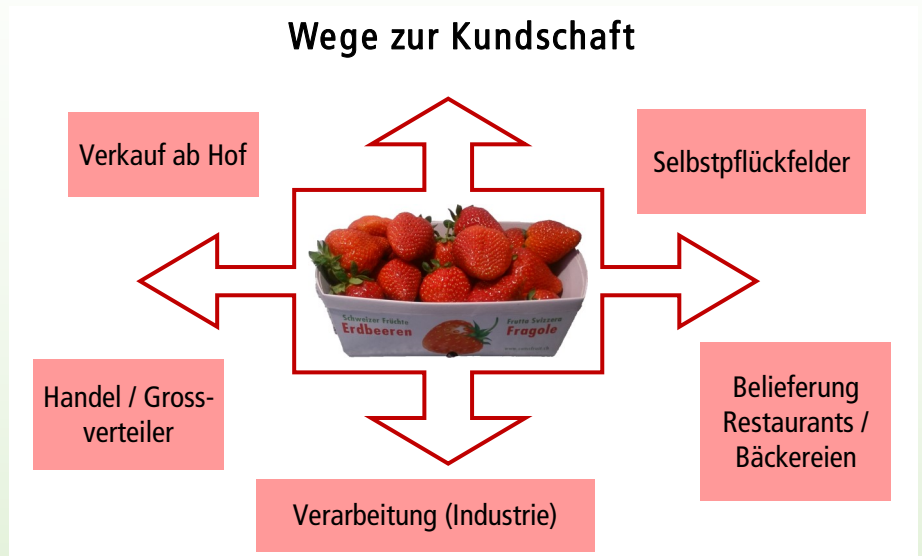 Wege zur Kundschaft
Verkauf ab Hof
Selbstpflückfelder
Schweizer Früchte
Erdbeeren
Frutta Svizzera
Fragole
Handel / Gross-
verteiler
Belieferung
Restaurants /
Bäckereien
Verarbeitung (Industrie)